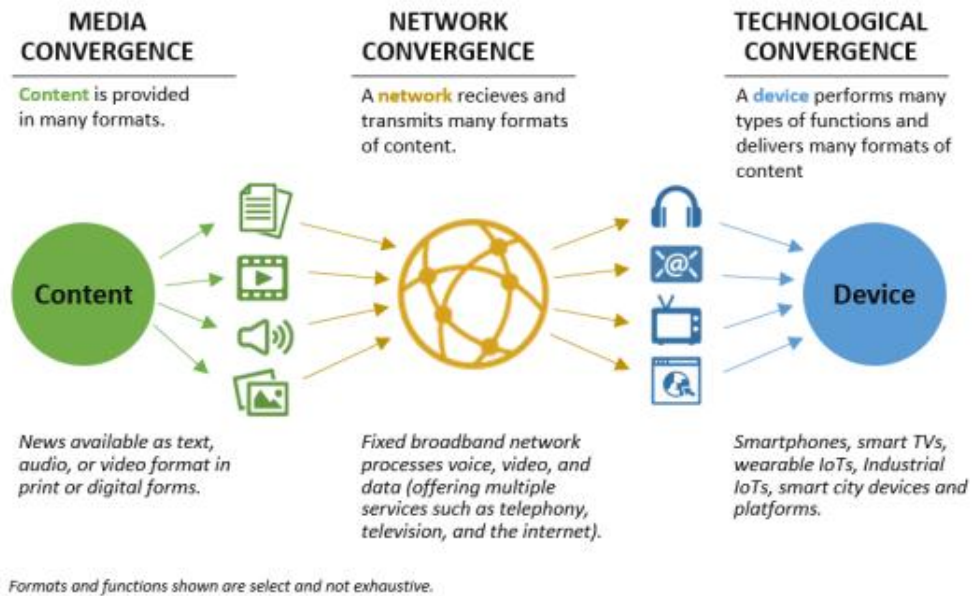 MEDIA
CONVERGENCE
Content is provided
in many formats.
NETWORK
CONVERGENCE
A network recieves and
transmits many formats
of content.
TECHNOLOGICAL
CONVERGENCE
A device performs many
types of functions and
delivers many formats of
content
Content
@
Device
News available as text,
audio, or video format in
print or digital forms.
Fixed broadband network
processes voice, video, and
data (offering multiple
services such as telephony,
television, and the internet).
Smartphones, smart TVs,
wearable IoTs, Industrial
IoTs, smart city devices and
platforms.
Formats and functions shown are select and not exhaustive.